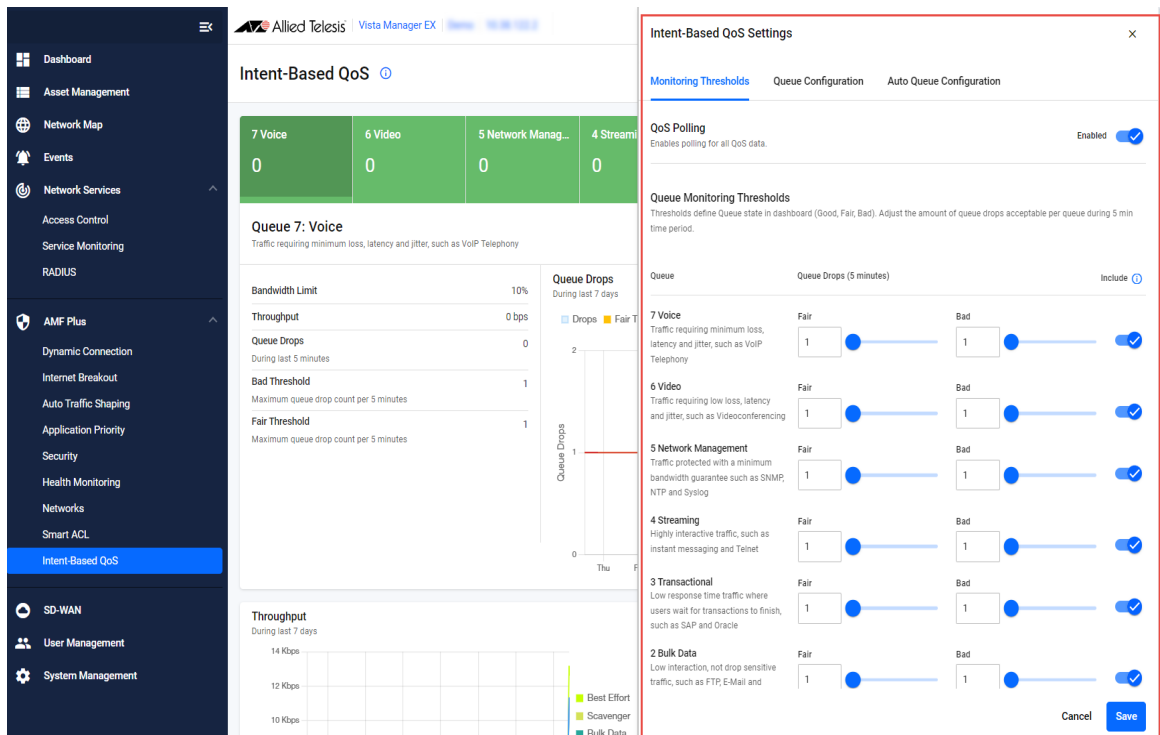 Dashboard
Asset Management
Network Map
Events
Network Services
Access Control
Service Monitoring
RADIUS
AMF Plus
Dynamic Connection
Internet Breakout
Auto Traffic Shaping
Application Priority
Security
Health Monitoring
Networks
Smart ACL
Intent-Based QoS
SD-WAN
User Management
System Management
Allied Telesis
Vista Manager EX
Intent-Based QoS
7 Voice
0
6 Video
0
5 Network Manag...
0
4 Streami
0
Queue 7: Voice
Traffic requiring minimum loss, latency and jitter, such as VoIP Telephony
Bandwidth Limit 10%
Throughput 0 bps
Queue Drops 0
During last 5 minutes
Bad Threshold 1
Maximum queue drop count per 5 minutes
Fair Threshold 1
Maximum queue drop count per 5 minutes
Queue Drops
During last 7 days
Drops Fair T
2
1
0
Queue Drops
Thu F
Throughput
During last 7 days
14 Kbps
12 Kbps
10 Kbps
Best Effort
Scavenger
Bulk Data
Intent-Based QoS Settings
Monitoring Thresholds Queue Configuration Auto Queue Configuration
QoS Polling
Enables polling for all QoS data.
Enabled
Queue Monitoring Thresholds
Thresholds define Queue state in dashboard (Good, Fair, Bad). Adjust the amount of queue drops acceptable per queue during 5 min
time period.
Queue Queue Drops (5 minutes) Include
7 Voice
Traffic requiring minimum loss,
latency and jitter, such as VoIP
Telephony
Fair
1
Bad
1
6 Video
Traffic requiring low loss, latency
and jitter, such as Videoconferencing
Fair
1
Bad
1
5 Network Management
Traffic protected with a minimum
bandwidth guarantee such as SNMP,
NTP and Syslog
Fair
1
Bad
1
4 Streaming
Highly interactive traffic, such as
instant messaging and Telnet
Fair
1
Bad
1
3 Transactional
Low response time traffic where
users wait for transactions to finish,
such as SAP and Oracle
Fair
1
Bad
1
2 Bulk Data
Low interaction, not drop sensitive
traffic, such as FTP, E-Mail and
Fair
1
Bad
1
Cancel
Save